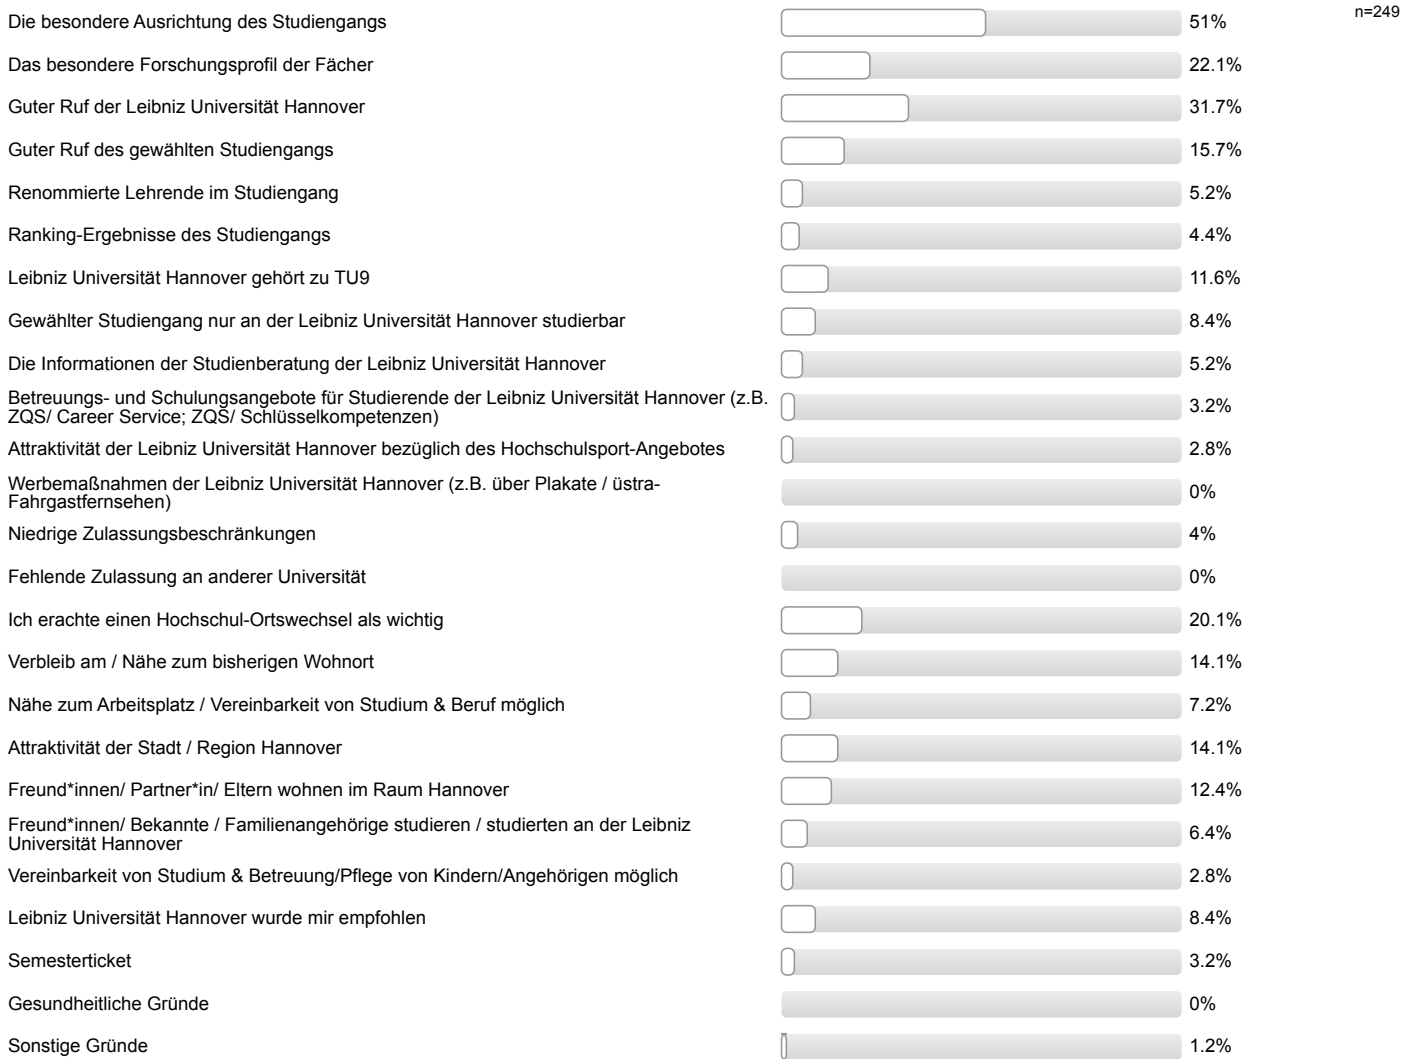 Die besondere Ausrichtung des Studiengangs 51% n=249
Das besondere Forschungsprofil der Fächer 22.1%
Guter Ruf der Leibniz Universität Hannover 31.7%
Guter Ruf des gewählten Studiengangs 15.7%
Renommierte Lehrende im Studiengang 5.2%
Ranking-Ergebnisse des Studiengangs 4.4%
Leibniz Universität Hannover gehört zu TU9 11.6%
Gewählter Studiengang nur an der Leibniz Universität Hannover studierbar 8.4%
Die Informationen der Studienberatung der Leibniz Universität Hannover 5.2%
Betreuungs- und Schulungsangebote für Studierende der Leibniz Universität Hannover (z.B.
ZQS/ Career Service; ZQS/ Schlüsselkompetenzen) 3.2%
Attraktivität der Leibniz Universität Hannover bezüglich des Hochschulsport-Angebotes 2.8%
Werbemaßnahmen der Leibniz Universität Hannover (z.B. über Plakate / üstra-
Fahrgastfernsehen) 0%
Niedrige Zulassungsbeschränkungen 4%
Fehlende Zulassung an anderer Universität 0%
Ich erachte einen Hochschul-Ortswechsel als wichtig 20.1%
Verbleib am / Nähe zum bisherigen Wohnort 14.1%
Nähe zum Arbeitsplatz / Vereinbarkeit von Studium & Beruf möglich 7.2%
Attraktivität der Stadt / Region Hannover 14.1%
Freund*innen/ Partner*in/ Eltern wohnen im Raum Hannover 12.4%
Freund*innen/ Bekannte / Familienangehörige studieren / studierten an der Leibniz
Universität Hannover 6.4%
Vereinbarkeit von Studium & Betreuung/Pflege von Kindern/Angehörigen möglich 2.8%
Leibniz Universität Hannover wurde mir empfohlen 8.4%
Semesterticket 3.2%
Gesundheitliche Gründe 0%
Sonstige Gründe 1.2%